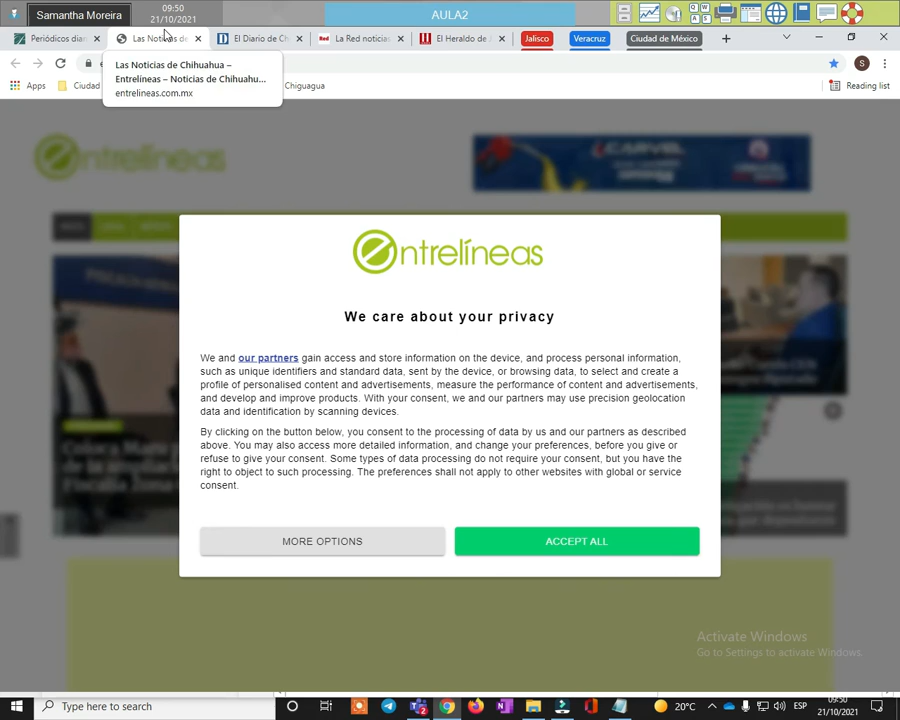 Samantha Moreira
09:50
21/10/2021
AULA2
Periódicos diar
Las Noticias de
El Diario de Ch
La Red noticias
El Heraldo de
Jalisco
Veracruz
Ciudad de México
Las Noticias de Chihuahua –
Entrelíneas – Noticias de Chihuahu...
entrelineas.com.mx
S
Apps
Ciudad
Chiguagua
Reading list
entrelíneas
CARVEL
entrelíneas
We care about your privacy
We and our partners gain access and store information on the device, and process personal information,
such as unique identifiers and standard data, sent by the device, or browsing data, to select and create a
profile of personalised content and advertisements, measure the performance of content and advertisements,
and develop and improve products. With your consent, we and our partners may use precision geolocation
data and identification by scanning devices.
By clicking on the button below, you consent to the processing of data by us and our partners as described
above. You may also access more detailed information, and change your preferences, before you give or
refuse to give your consent. Some types of data processing do not require your consent, but you have the
right to object to such processing. The preferences shall not apply to other websites with global or service
consent.
MORE OPTIONS
ACCEPT ALL
Activate Windows
Go to Settings to activate Windows.
Type here to search
20°C
ESP
09:50
21/10/2021